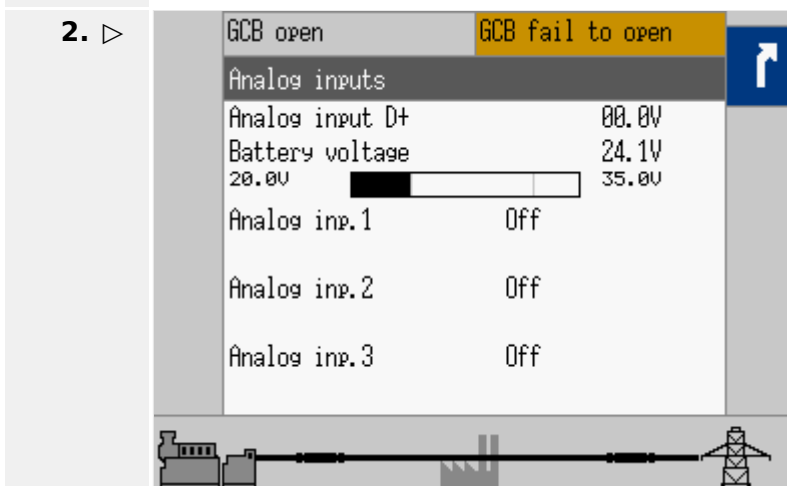 2. ▷
GCB open GCB fail to open
Analog inputs
Analog input D+ 00.0V
Battery voltage 24.1V
20.0V 35.0V
Analog inp.1 Off
Analog inp.2 Off
Analog inp.3 Off